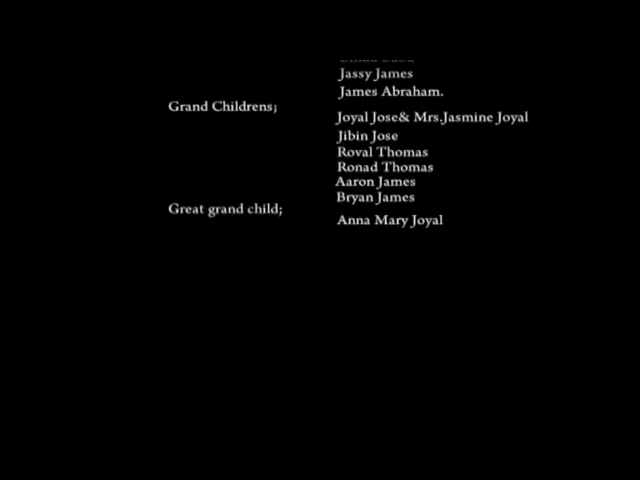 Jassy James
James Abraham.
Grand Childrens;
Joyal Jose& Mrs.Jasmine Joyal
Jibin Jose
Roval Thomas
Ronad Thomas
Aaron James
Bryan James
Great grand child;
Anna Mary Joyal